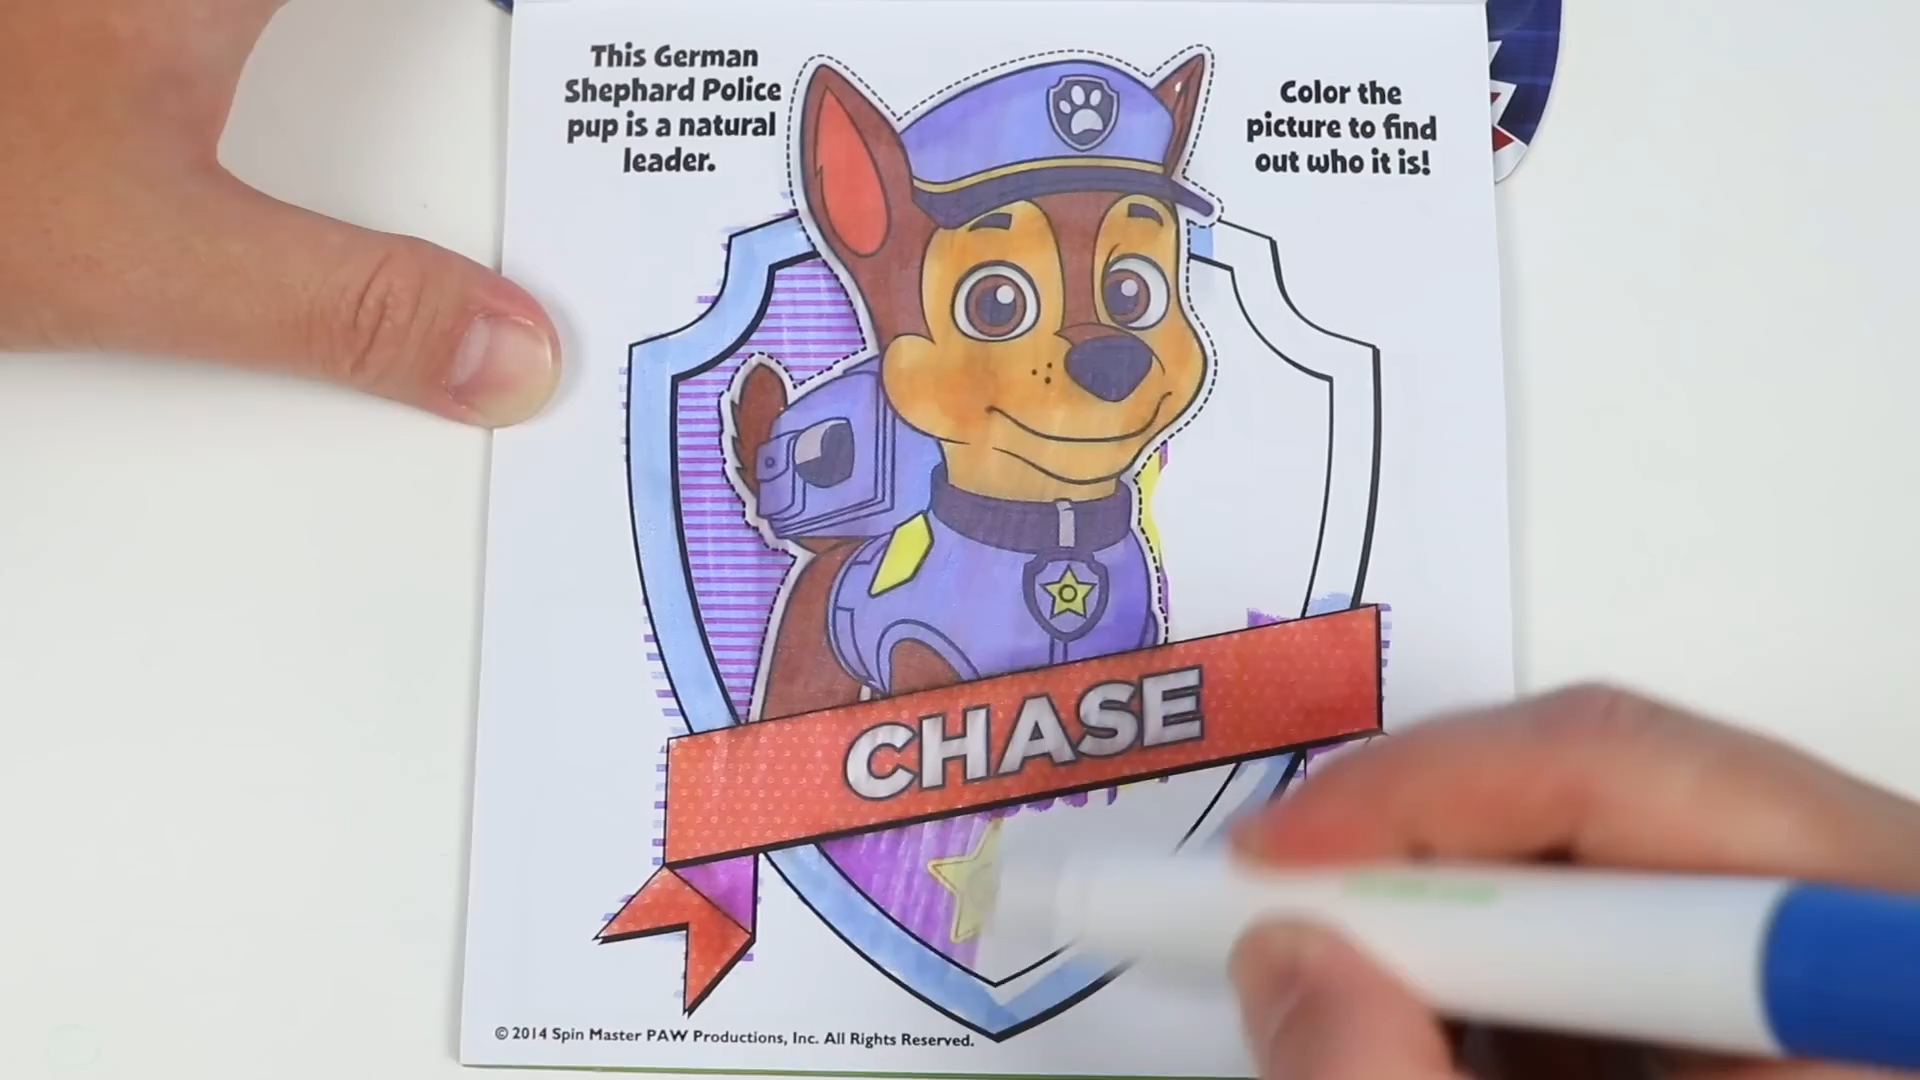 This German
Shephard Police
pup is a natural
leader.
Color the
picture to find
out who it is!
CHASE
© 2014 Spin Master PAW Productions, Inc. All Rights Reserved.